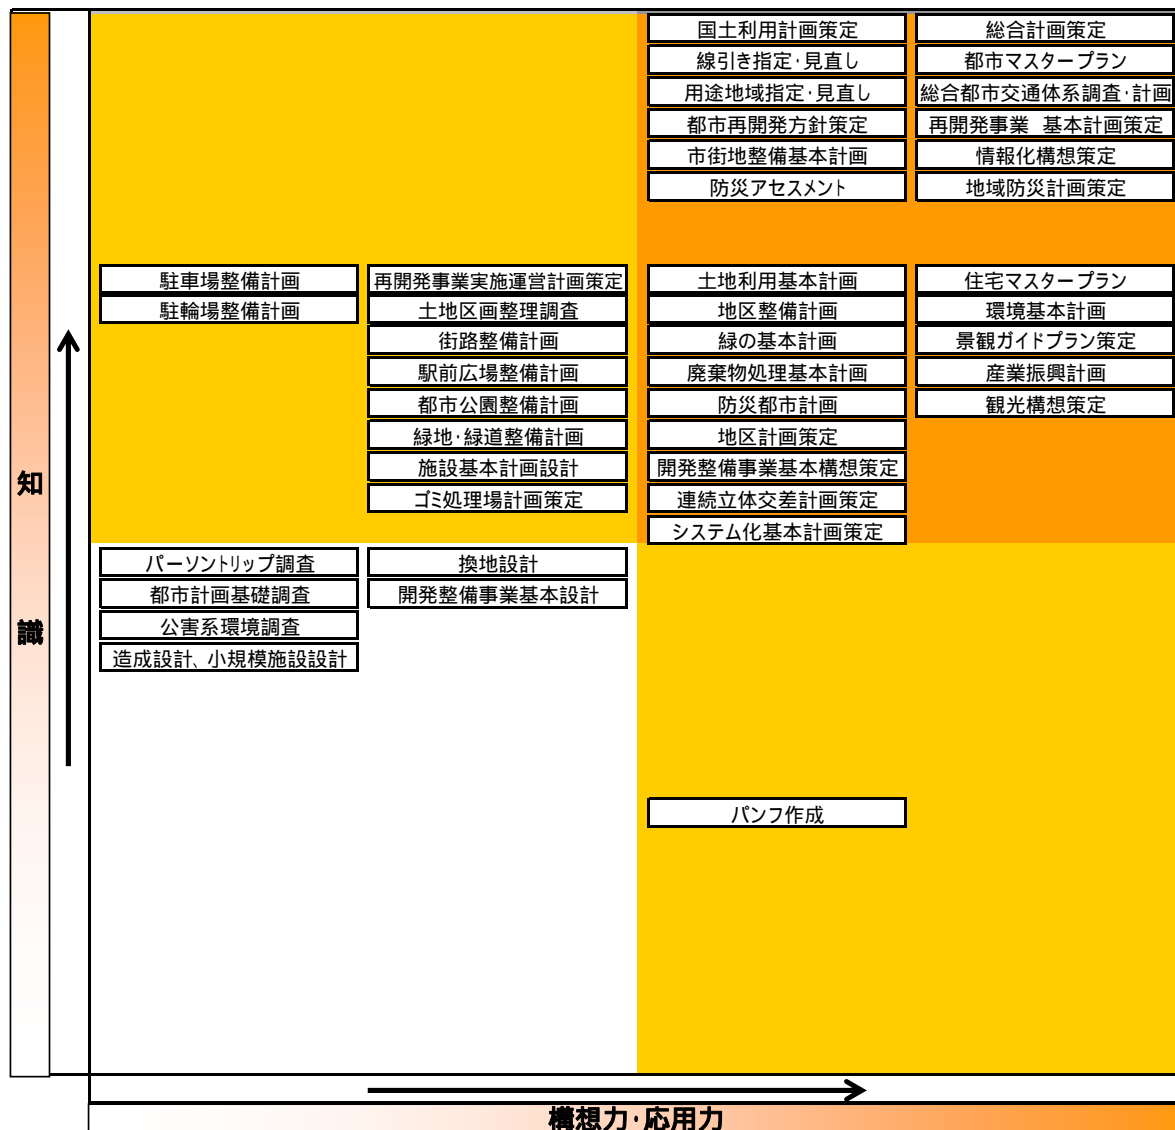 国土利用計画策定
総合計画策定
線引き指定・見直し
都市マスタープラン
用途地域指定・見直し
総合都市交通体系調査・計画
都市再開発方針策定
再開発事業 基本計画策定
市街地整備基本計画
情報化構想策定
防災アセスメント
地域防災計画策定
駐車場整備計画
再開発事業実施運営計画策定
土地利用基本計画
住宅マスタープラン
駐輪場整備計画
土地区画整理調査
地区整備計画
環境基本計画
街路整備計画
緑の基本計画
景観ガイドプラン策定
駅前広場整備計画
廃棄物処理基本計画
産業振興計画
都市公園整備計画
防災都市計画
観光構想策定
緑地・緑道整備計画
地区計画策定
施設基本計画設計
開発整備事業基本構想策定
ゴミ処理場計画策定
連続立体交差計画策定
システム化基本計画策定
知識
パーソントリップ調査
換地設計
都市計画基礎調査
開発整備事業基本設計
公害系環境調査
造成設計、小規模施設設計
パンフ作成
構想力・応用力